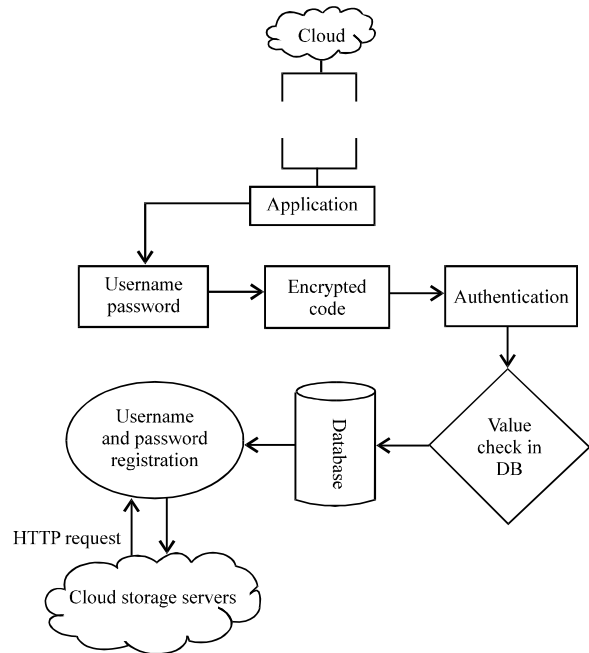 Cloud
Application
Username
password
Encrypted
code
Authentication
Username
and password
registration
Database
Value
check in
DB
HTTP request
Cloud storage servers